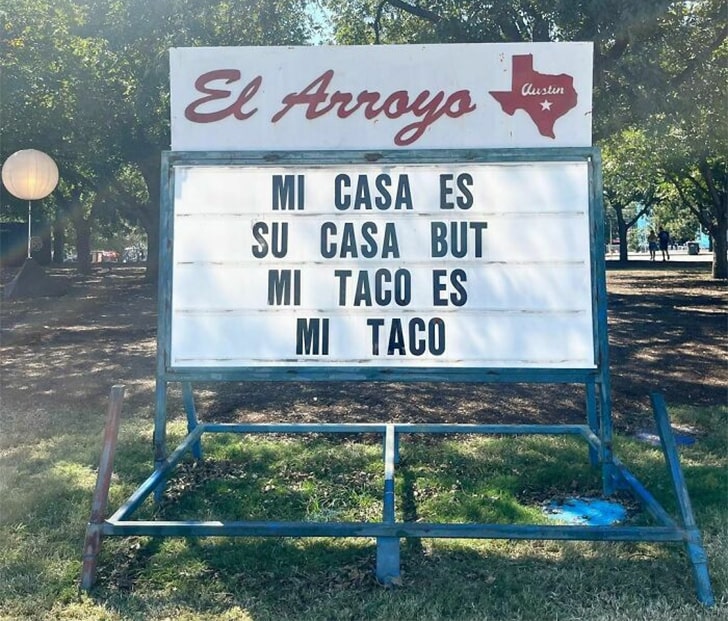 El Arroyo
Austin
MI CASA ES
SU CASA BUT
MI TACO ES
MI TACO